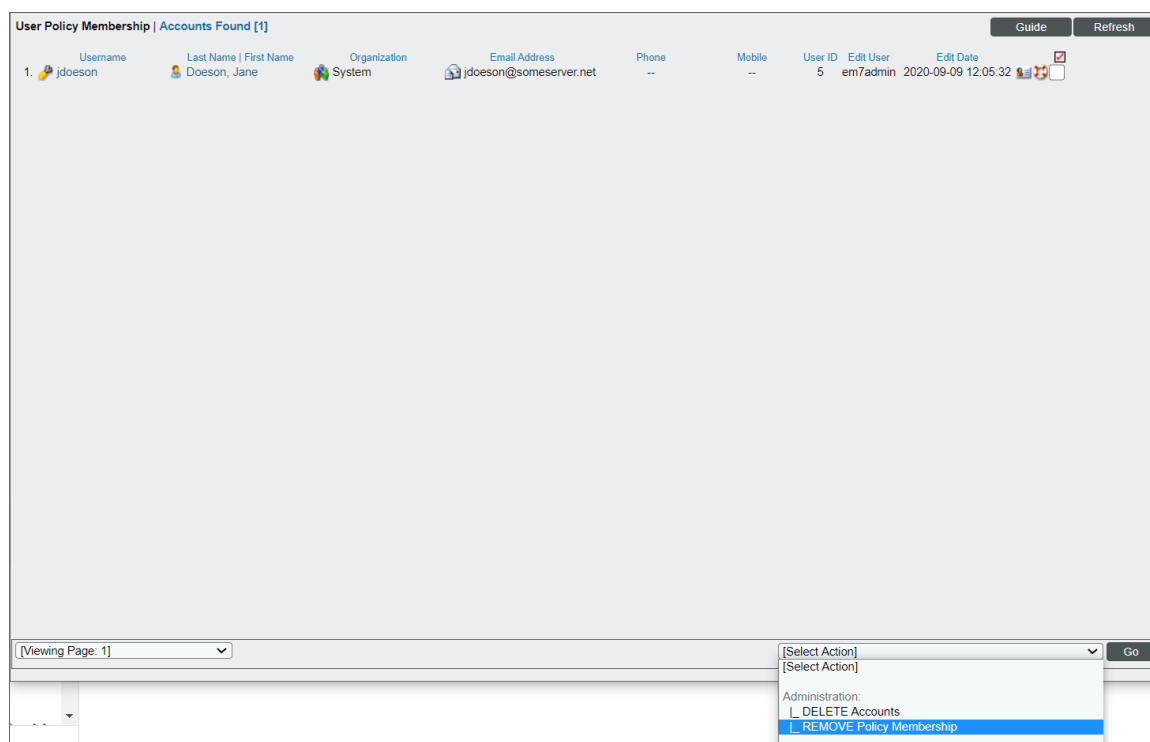 User Policy Membership | Accounts Found [1]
Guide
Refresh
Username Last Name | First Name Organization Email Address Phone Mobile User ID Edit User Edit Date
1. jdoeson Doeson, Jane System jdoeson@someserver.net -- -- 5 em7admin 2020-09-09 12:05:32
[Viewing Page: 1]
[Select Action]
Go
[Select Action]
Administration:
|_ DELETE Accounts
|_ REMOVE Policy Membership